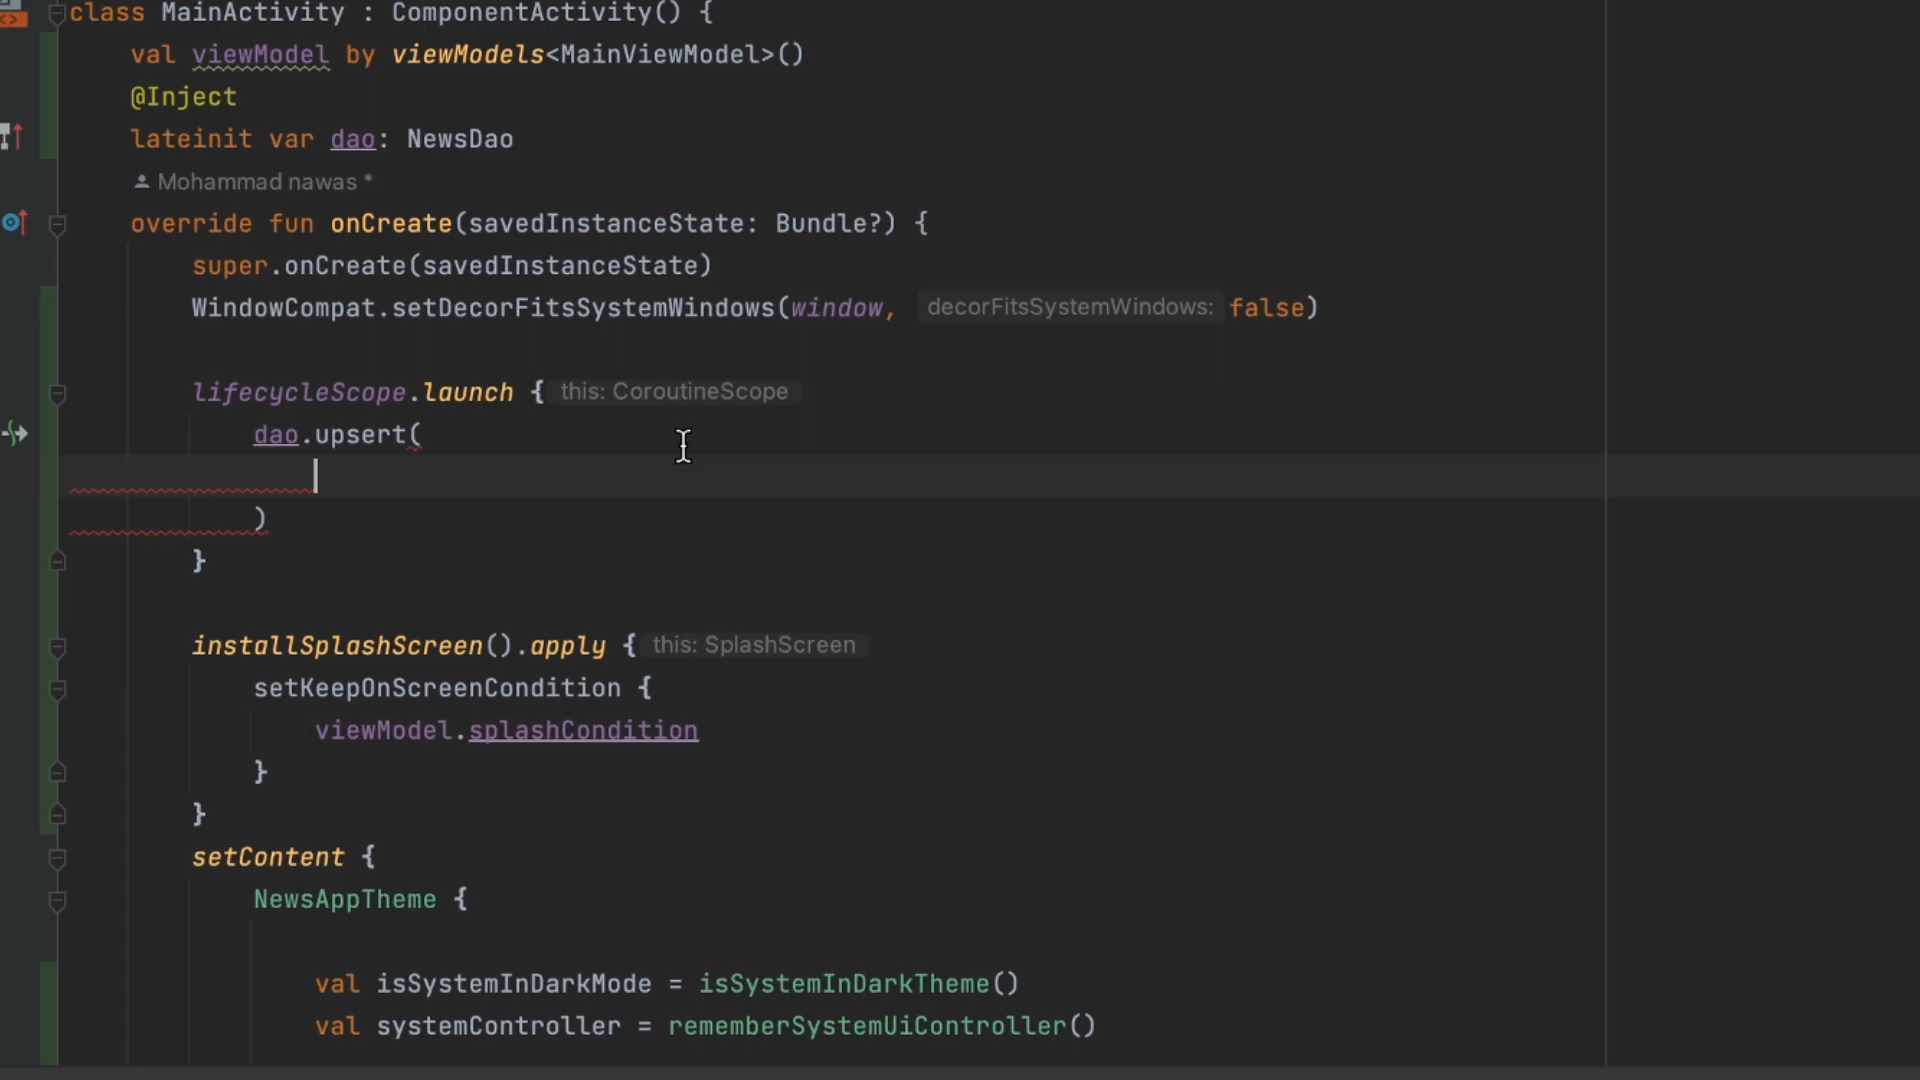 class MainActivity : ComponentActivity() {
val viewModel by viewModels<MainViewModel>()
@Inject
lateinit var dao: NewsDao
Mohammad nawas *
override fun onCreate(savedInstanceState: Bundle?) {
super.onCreate(savedInstanceState)
WindowCompat.setDecorFitsSystemWindows(window, decorFitsSystemWindows: false)
lifecycleScope.launch { this: CoroutineScope
dao.upsert(
)
}
installSplashScreen().apply { this: SplashScreen
setKeepOnScreenCondition {
viewModel.splashCondition
}
}
setContent {
NewsAppTheme {
val isSystemInDarkMode = isSystemInDarkTheme()
val systemController = rememberSystemUiController()